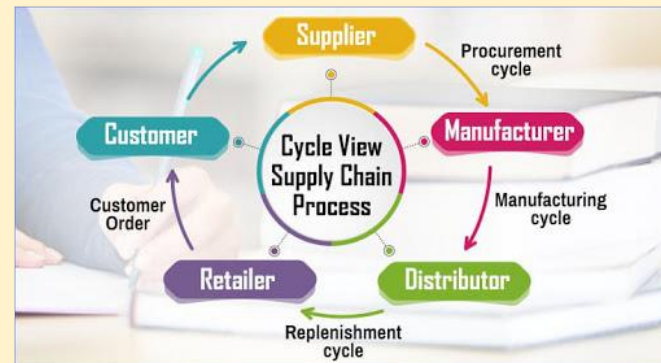 Supplier
Procurement
cycle
Manufacturer
Manufacturing
cycle
Distributor
Replenishment
cycle
Retailer
Customer
Order
Customer
Cycle View
Supply Chain
Process